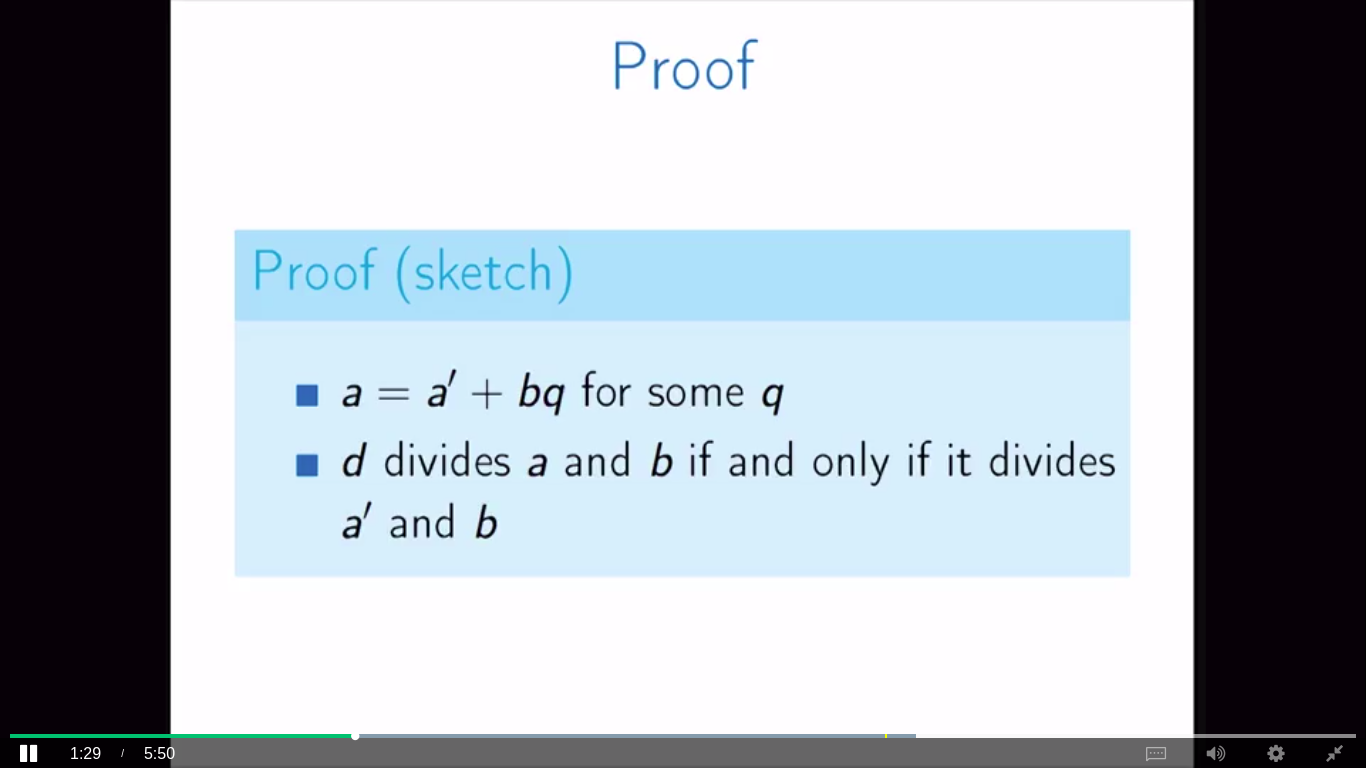 Proof
Proof (sketch)
a = a′ + bq for some q
d divides a and b if and only if it divides
a′ and b
1:29 / 5:50